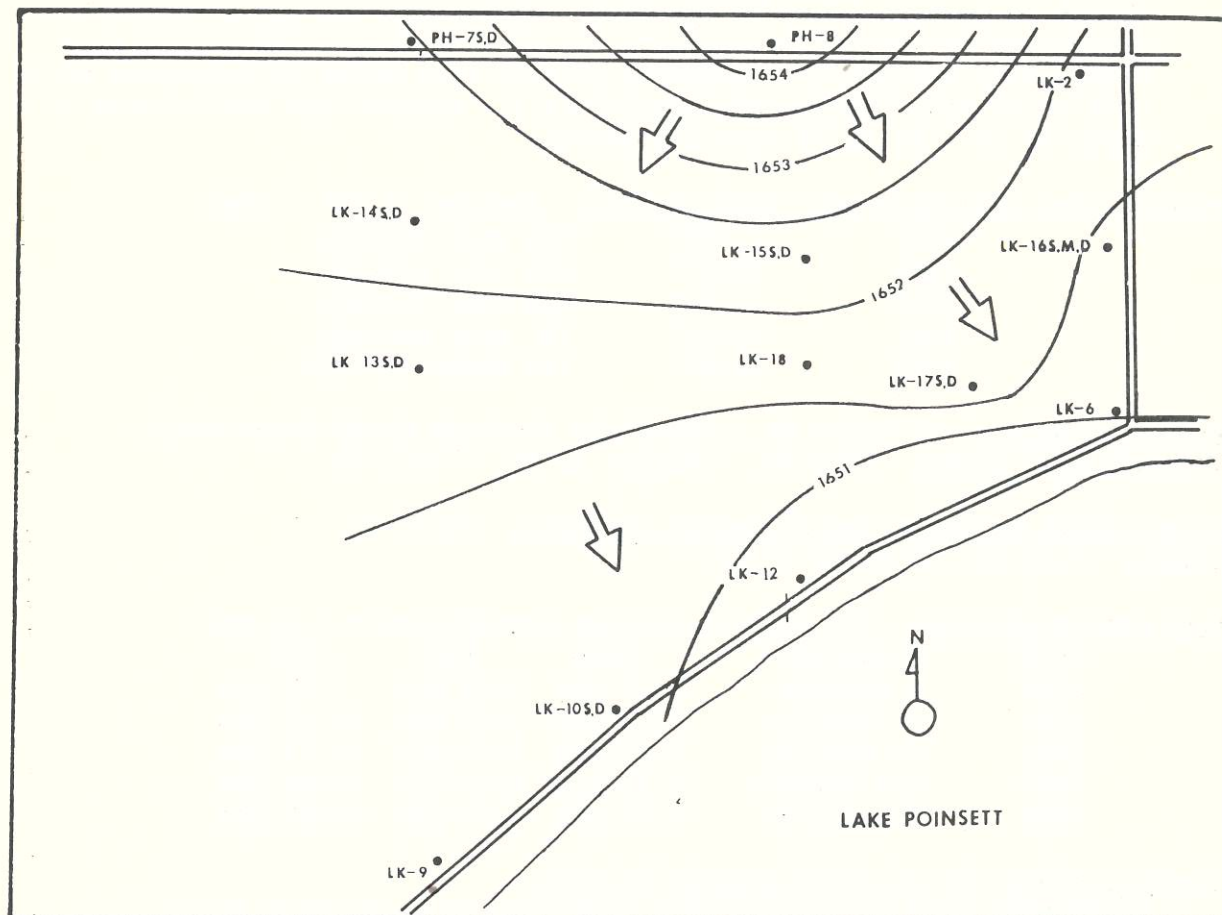 PH-7S,D
PH-8
1654
LK-2
1653
LK-14S,D
LK-15S,D
LK-16S,M,D
1652
LK 13S,D
LK-18
LK-17S,D
LK-6
1651
LK-12
N
LK-10S,D
LAKE POINSETT
LK-9